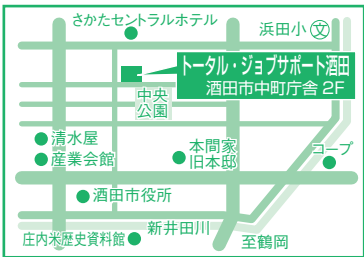 さかたセントラルホテル
浜田小 文
トータル・ジョブサポート酒田
酒田市中町庁舎 2F
中央
公園
清水屋
産業会館
本間家
旧本邸
コープ
酒田市役所
新井田川
庄内米歴史資料館
至鶴岡